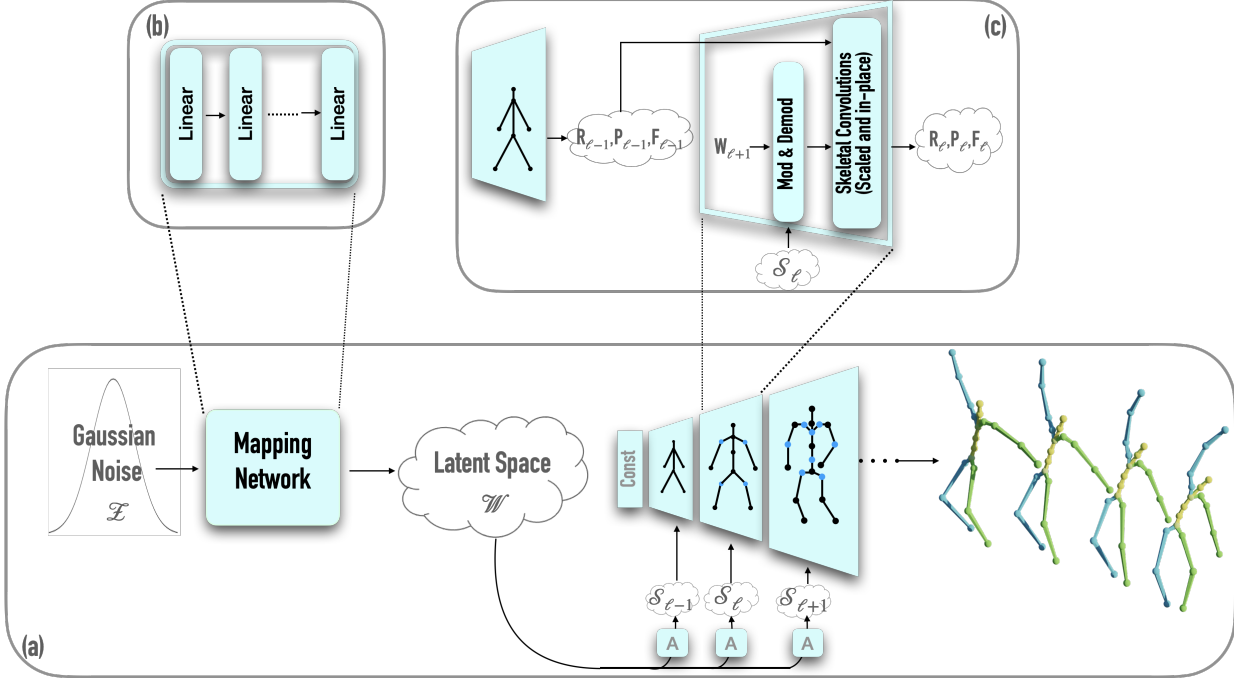 (b)
Linear
Linear
Linear
(c)
R_{ℓ−1},P_{ℓ−1},F_{ℓ−1}
W_{ℓ+1}
Mod & Demod
Skeletal Convolutions
(Scaled and in-place)
R_ℓ,P_ℓ,F_ℓ
𝒮_ℓ
Gaussian
Noise
𝒵
Mapping
Network
Latent Space
𝒲
Const
𝒮_{ℓ−1}
𝒮_ℓ
𝒮_{ℓ+1}
A
A
A
(a)